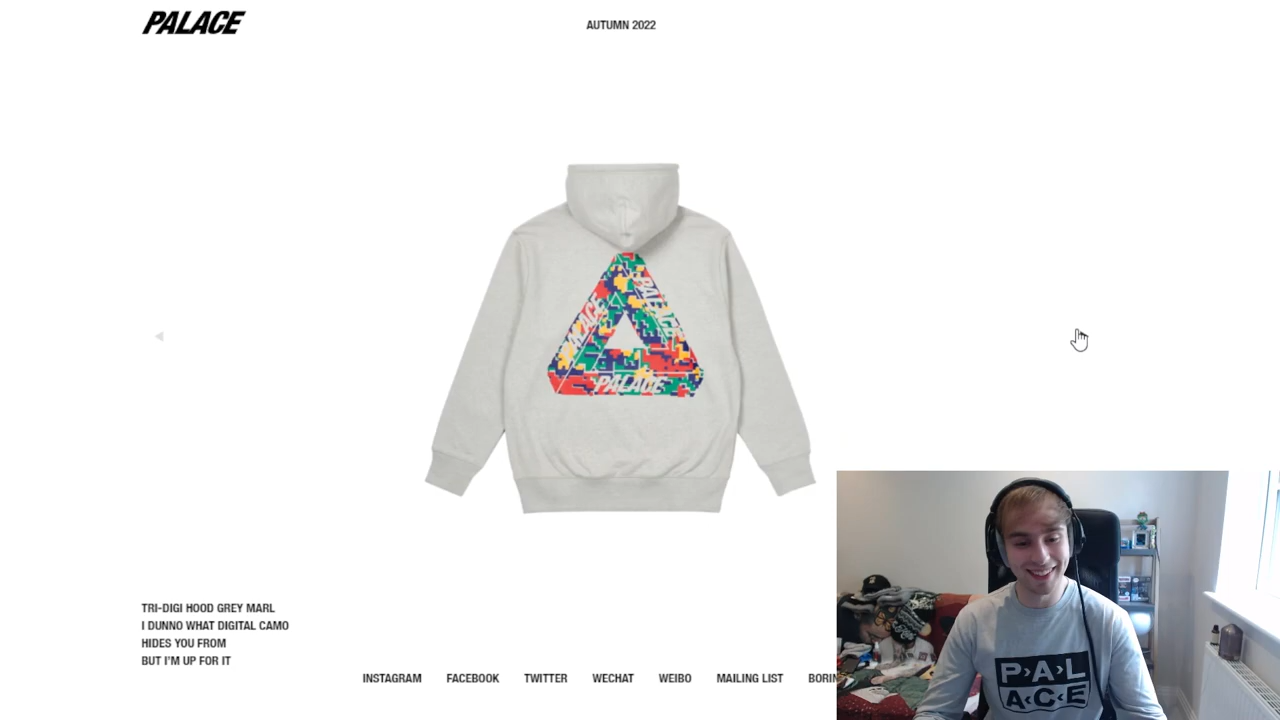 PALACE
AUTUMN 2022
PALACE
PALACE
PALACE
TRI-DIGI HOOD GREY MARL
I DUNNO WHAT DIGITAL CAMO
HIDES YOU FROM
BUT I'M UP FOR IT
INSTAGRAM FACEBOOK TWITTER WECHAT WEIBO MAILING LIST BORIN
P›A›L
A‹C‹E